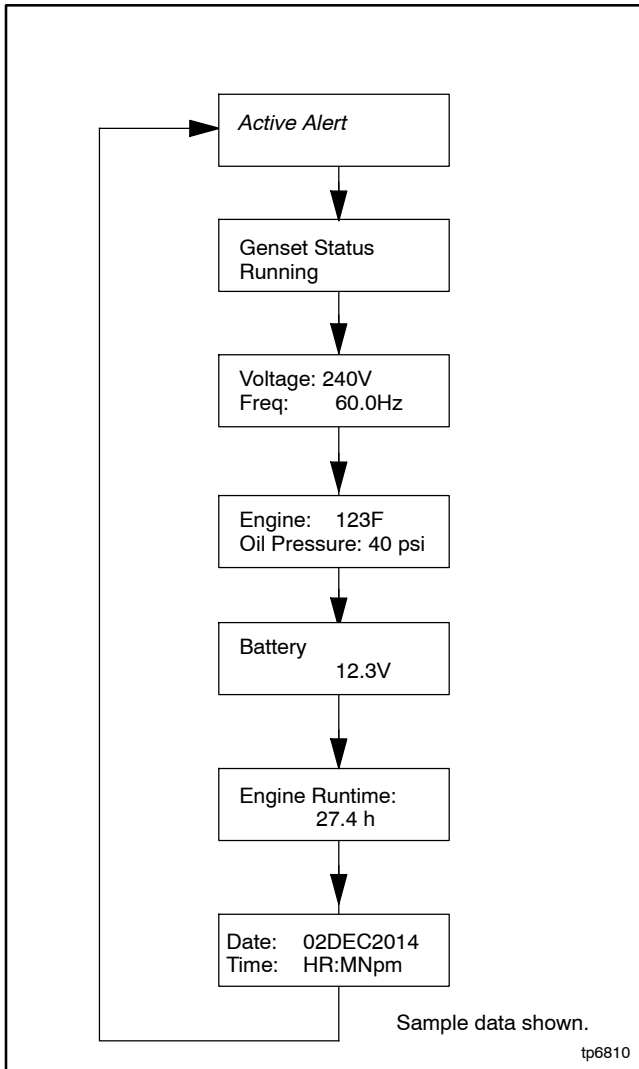 Active Alert
Genset Status
Running
Voltage: 240V
Freq: 60.0Hz
Engine: 123F
Oil Pressure: 40 psi
Battery
12.3V
Engine Runtime:
27.4 h
Date: 02DEC2014
Time: HR:MNpm
Sample data shown.
tp6810